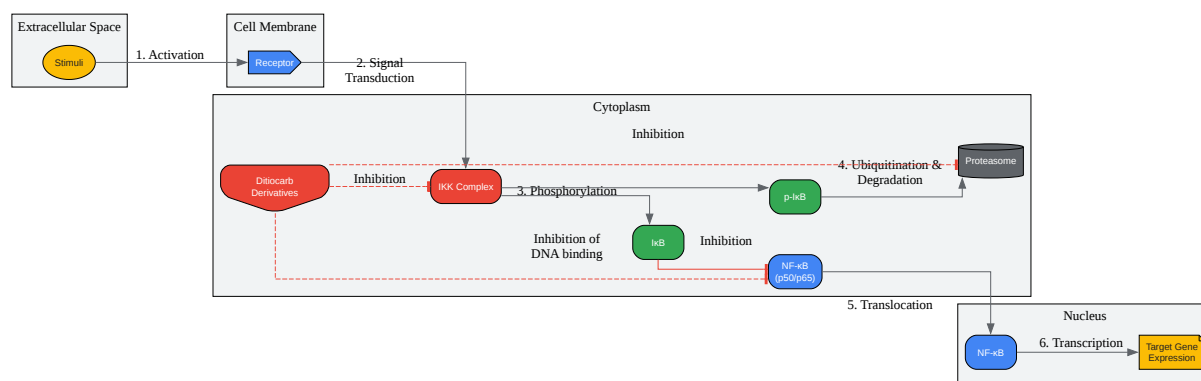 Extracellular Space
Cell Membrane
Stimuli
1. Activation
Receptor
2. Signal
Transduction
Cytoplasm
Inhibition
Ditiocarb
Derivatives
Inhibition
IKK Complex
3. Phosphorylation
4. Ubiquitination &
Degradation
Proteasome
p-IκB
Inhibition of
DNA binding
IκB
Inhibition
NF-κB
(p50/p65)
5. Translocation
Nucleus
NF-κB
6. Transcription
Target Gene
Expression